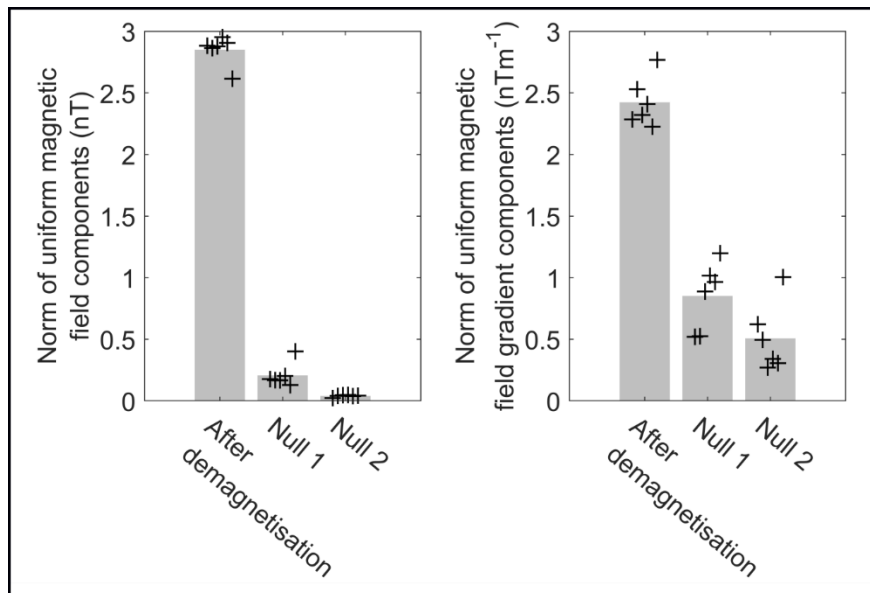 Norm of uniform magnetic
field components (nT)
3
2.5
2
1.5
1
0.5
0
After
demagnetisation
Null 1
Null 2
Norm of uniform magnetic
field gradient components (nTm⁻¹)
3
2.5
2
1.5
1
0.5
0
After
demagnetisation
Null 1
Null 2